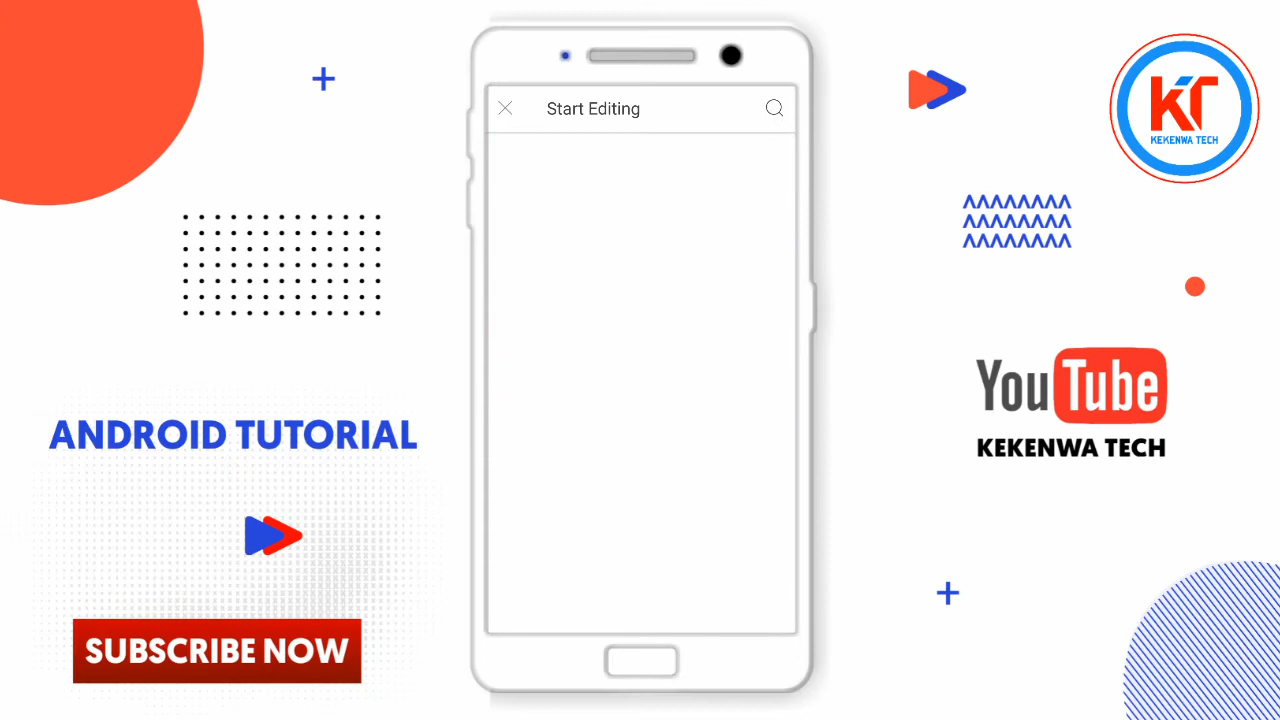 Start Editing
KT
KEKENWA TECH
YouTube
KEKENWA TECH
ANDROID TUTORIAL
SUBSCRIBE NOW